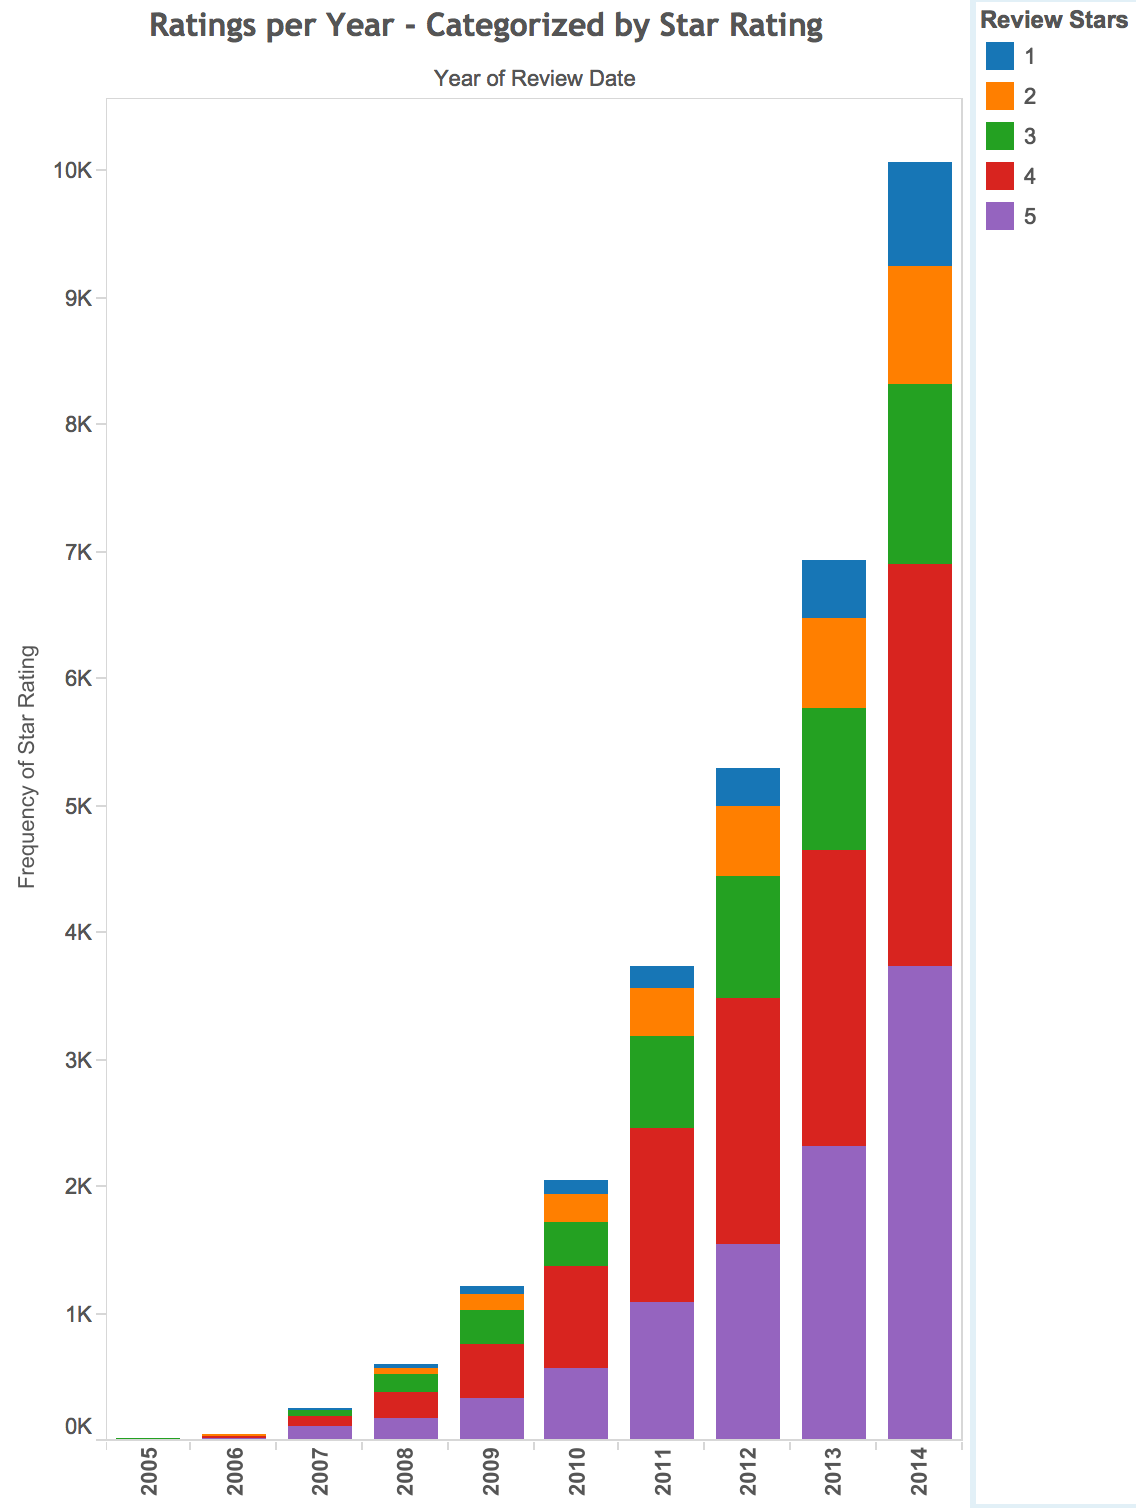 Ratings per Year - Categorized by Star Rating
Year of Review Date
Review Stars
1
2
3
4
5
Frequency of Star Rating
10K
9K
8K
7K
6K
5K
4K
3K
2K
1K
0K
2005
2006
2007
2008
2009
2010
2011
2012
2013
2014